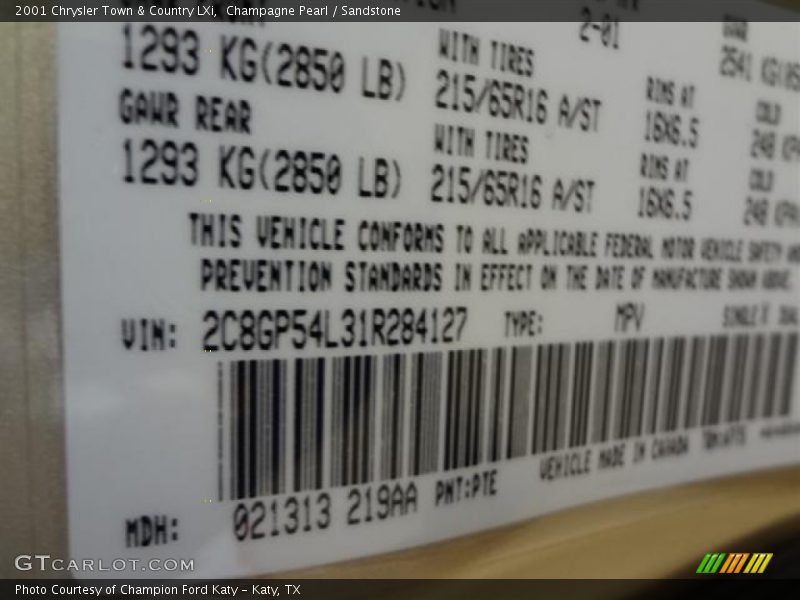 2001 Chrysler Town & Country LXi, Champagne Pearl / Sandstone
2-01
1293 KG(2850 LB) WITH TIRES 215/65R16 A/ST RIMS AT 16X6.5 COLD 248
GAWR REAR
1293 KG(2850 LB) WITH TIRES 215/65R16 A/ST RIMS AT 16X6.5 COLD 248
THIS VEHICLE CONFORMS TO ALL APPLICABLE FEDERAL MOTOR VEHICLE SAFETY
PREVENTION STANDARDS IN EFFECT ON THE DATE OF MANUFACTURE SHOWN ABOVE.
VIN: 2C8GP54L31R284127 TYPE: MPV
VEHICLE MADE IN CANADA
MDH: 021313 219AA PNT:PTE
GTCARLOT.COM
Photo Courtesy of Champion Ford Katy – Katy, TX